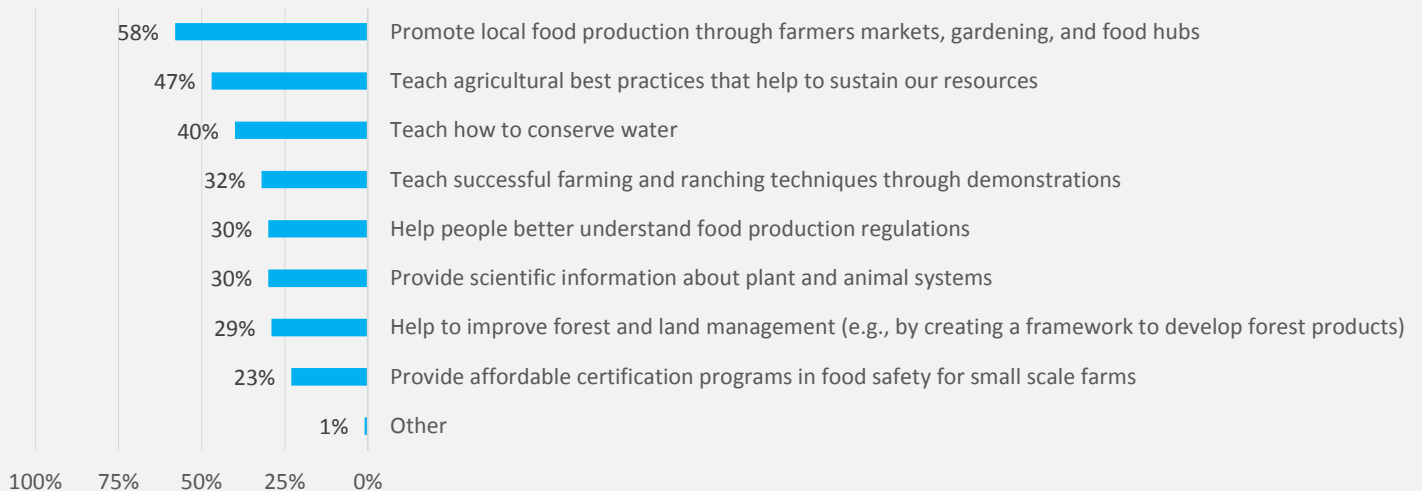 58% Promote local food production through farmers markets, gardening, and food hubs
47% Teach agricultural best practices that help to sustain our resources
40% Teach how to conserve water
32% Teach successful farming and ranching techniques through demonstrations
30% Help people better understand food production regulations
30% Provide scientific information about plant and animal systems
29% Help to improve forest and land management (e.g., by creating a framework to develop forest products)
23% Provide affordable certification programs in food safety for small scale farms
1% Other
100% 75% 50% 25% 0%